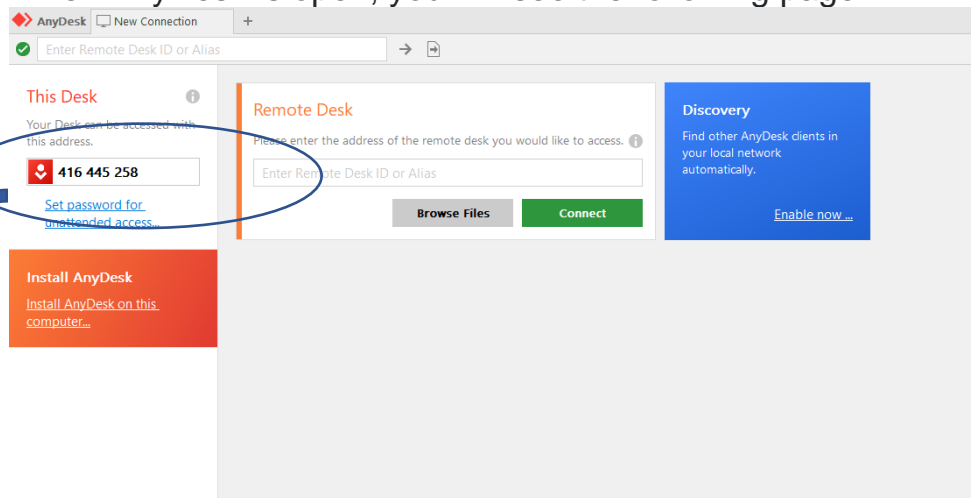 AnyDesk New Connection +
Enter Remote Desk ID or Alias
This Desk
Your Desk can be accessed with
this address.
416 445 258
Set password for
unattended access...
Install AnyDesk
Install AnyDesk on this
computer...
Remote Desk
Please enter the address of the remote desk you would like to access.
Enter Remote Desk ID or Alias
Browse Files Connect
Discovery
Find other AnyDesk clients in
your local network
automatically.
Enable now ...